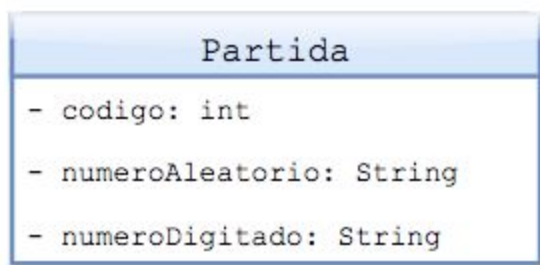 Partida
- codigo: int
- numeroAleatorio: String
- numeroDigitado: String